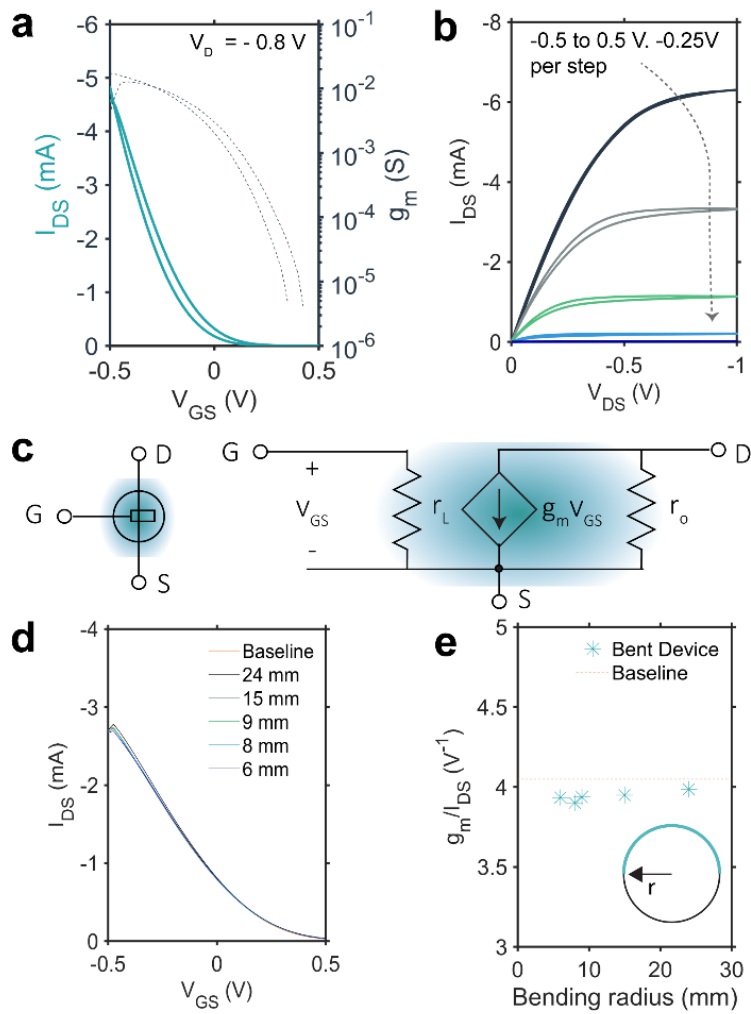 a
V_D = - 0.8 V
-6
-5
-4
-3
-2
-1
0
I_DS (mA)
10^-1
10^-2
10^-3
10^-4
10^-5
10^-6
g_m (S)
-0.5
0
0.5
V_GS (V)
b
-0.5 to 0.5 V. -0.25V
per step
-8
-6
-4
-2
0
I_DS (mA)
0
-0.5
-1
V_DS (V)
c
D
G
S
G
+
V_GS
-
r_L
g_m V_GS
r_o
D
S
d
-4
-3
-2
-1
0
I_DS (mA)
Baseline
24 mm
15 mm
9 mm
8 mm
6 mm
-0.5
0
0.5
V_GS (V)
e
5
4.5
4
3.5
3
g_m/I_DS (V^-1)
Bent Device
Baseline
r
0
10
20
30
Bending radius (mm)